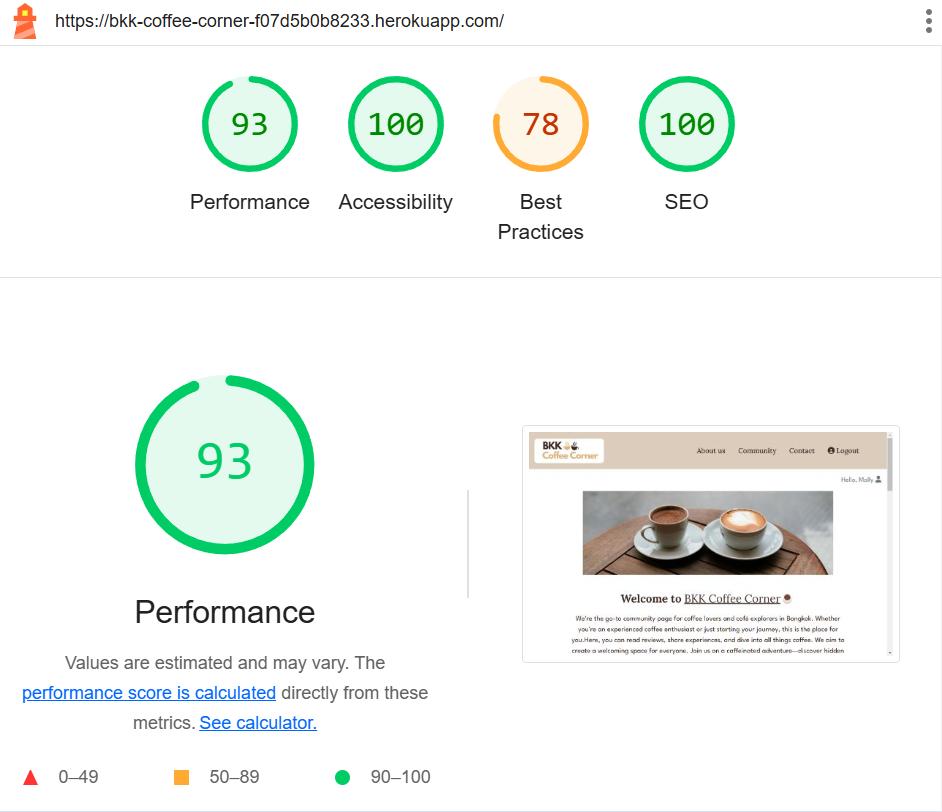 https://bkk-coffee-corner-f07d5b0b8233.herokuapp.com/
93
100
78
100
Performance
Accessibility
Best
Practices
SEO
93
Performance
Values are estimated and may vary. The
performance score is calculated directly from these
metrics. See calculator.
0–49
50–89
90–100
BKK
Coffee Corner
About us
Community
Contact
Logout
Hello, Molly
Welcome to BKK Coffee Corner
We're the go-to community page for coffee lovers and café explorers in Bangkok. Whether
you're an experienced coffee enthusiast or just starting your journey, this is the place for
you.Here, you can read reviews, share experiences, and dive into all things coffee. We aim to
create a welcoming space for everyone. Join us on a caffeinated adventure—discover hidden